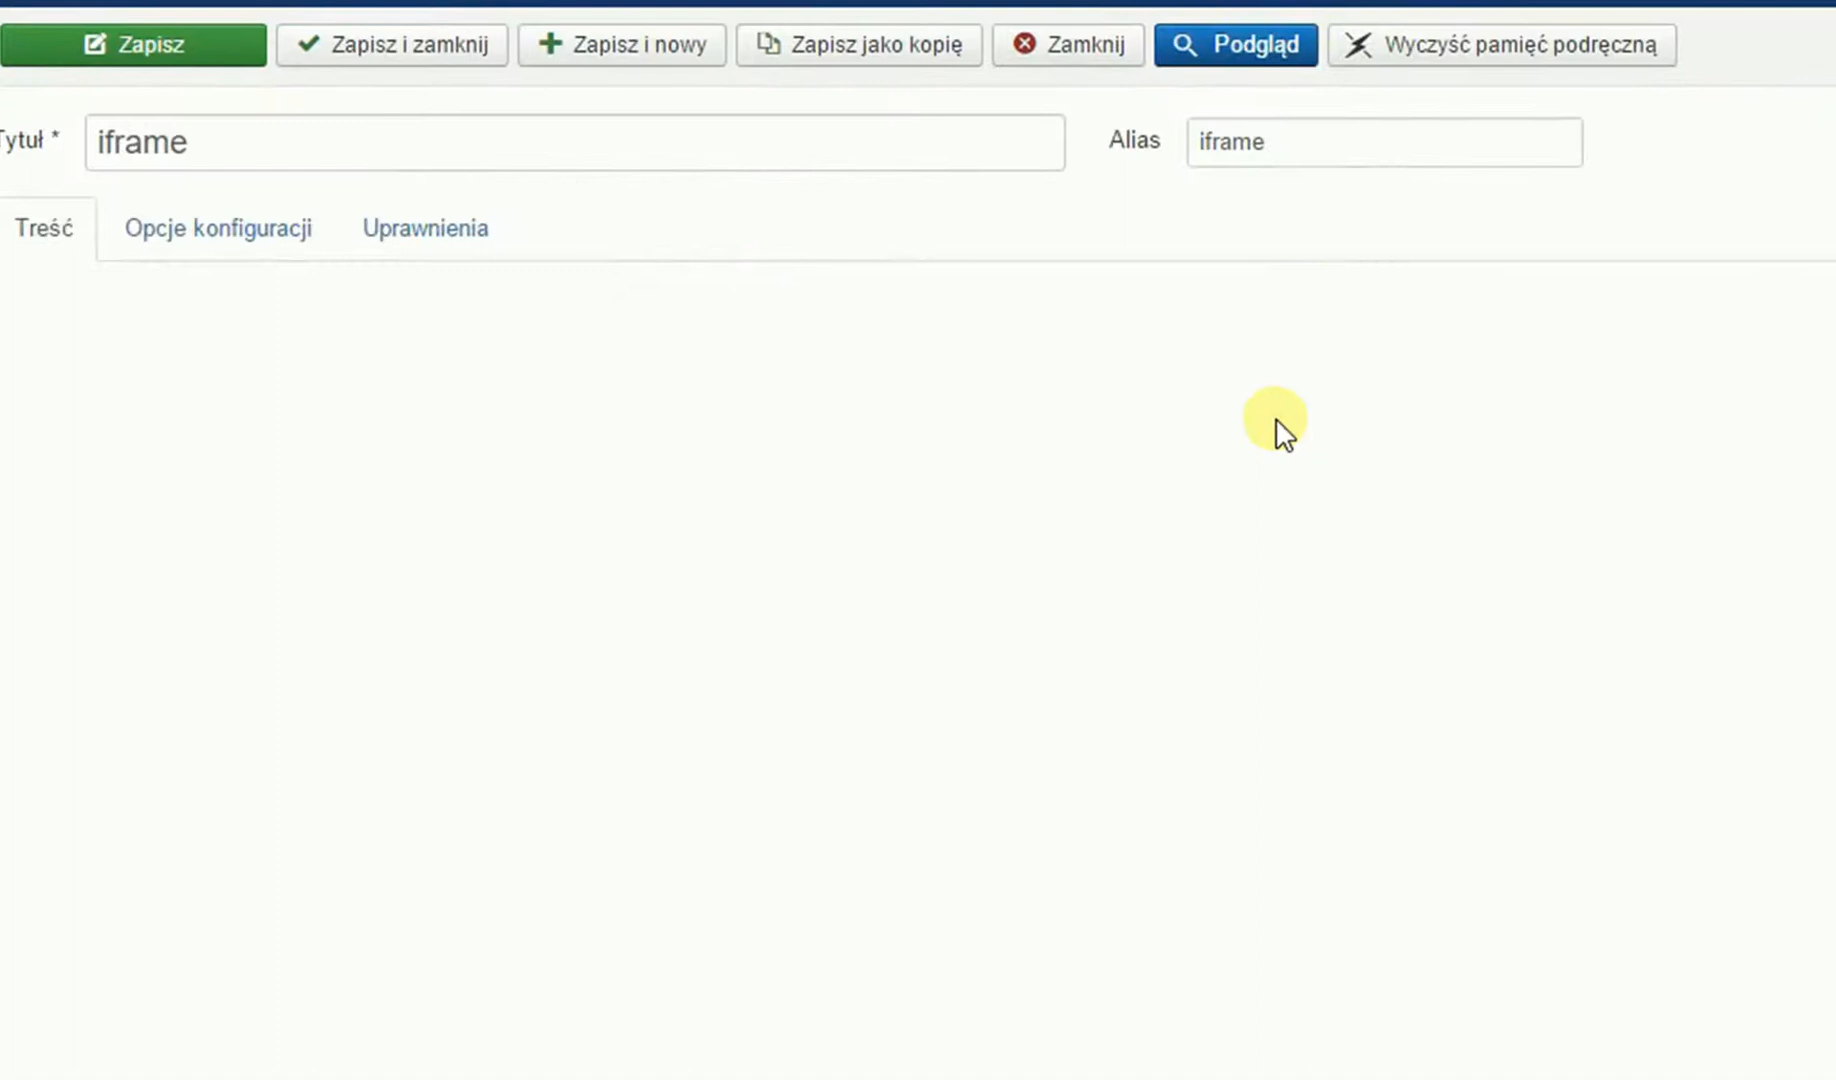 Zapisz Zapisz i zamknij Zapisz i nowy Zapisz jako kopię Zamknij Podgląd Wyczyść pamięć podręczną
Tytuł * iframe Alias iframe
Treść Opcje konfiguracji Uprawnienia